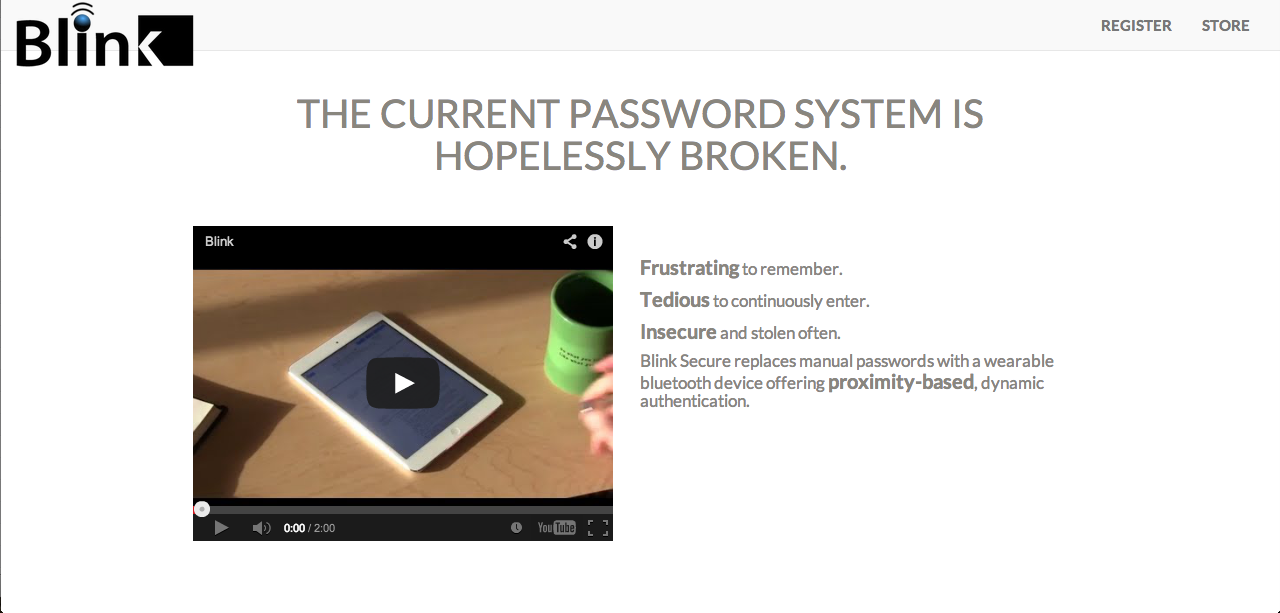 Blink
REGISTER STORE
THE CURRENT PASSWORD SYSTEM IS
HOPELESSLY BROKEN.
Blink
Frustrating to remember.
Tedious to continuously enter.
Insecure and stolen often.
Blink Secure replaces manual passwords with a wearable
bluetooth device offering proximity-based, dynamic
authentication.
0:00 / 2:00
YouTube